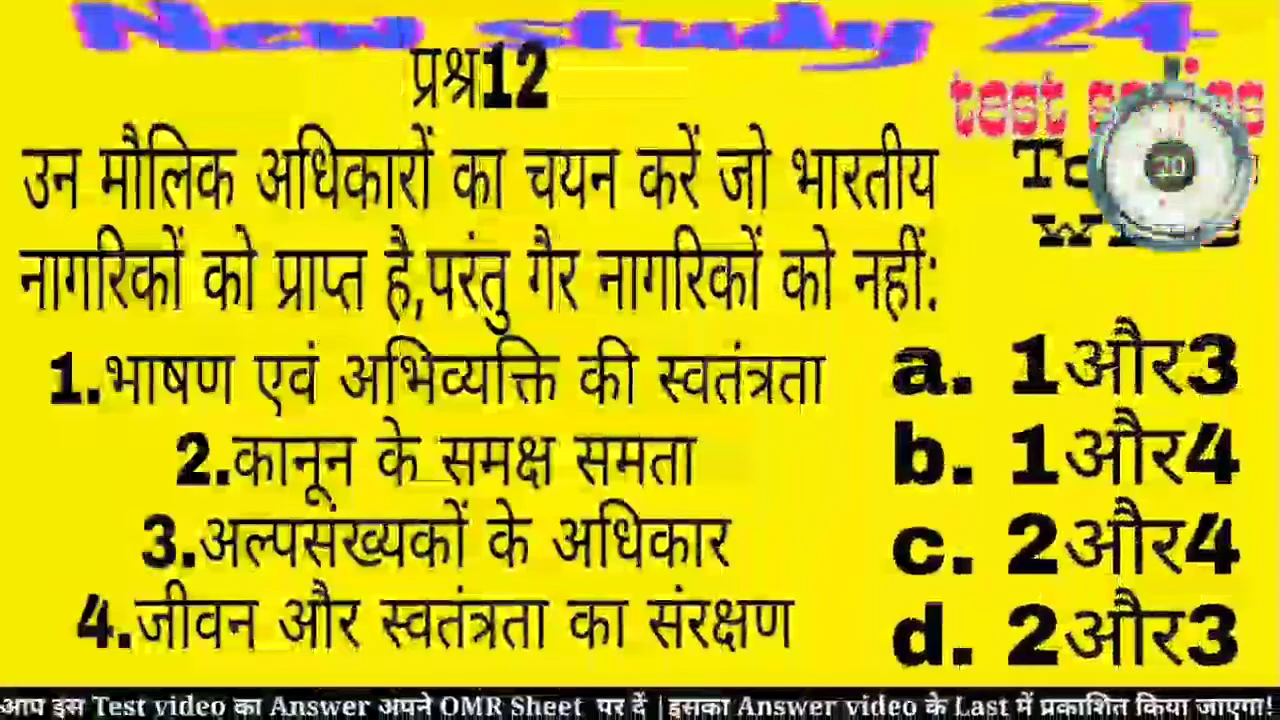 New study 24
प्रश्न12
test series
उन मौलिक अधिकारों का चयन करें जो भारतीय
नागरिकों को प्राप्त है,परंतु गैर नागरिकों को नहीं:
20
1.भाषण एवं अभिव्यक्ति की स्वतंत्रता
2.कानून के समक्ष समता
3.अल्पसंख्यकों के अधिकार
4.जीवन और स्वतंत्रता का संरक्षण
a. 1और3
b. 1और4
c. 2और4
d. 2और3
आप इस Test video का Answer अपने OMR Sheet पर दें |इसका Answer video के Last में प्रकाशित किया जाएगा!